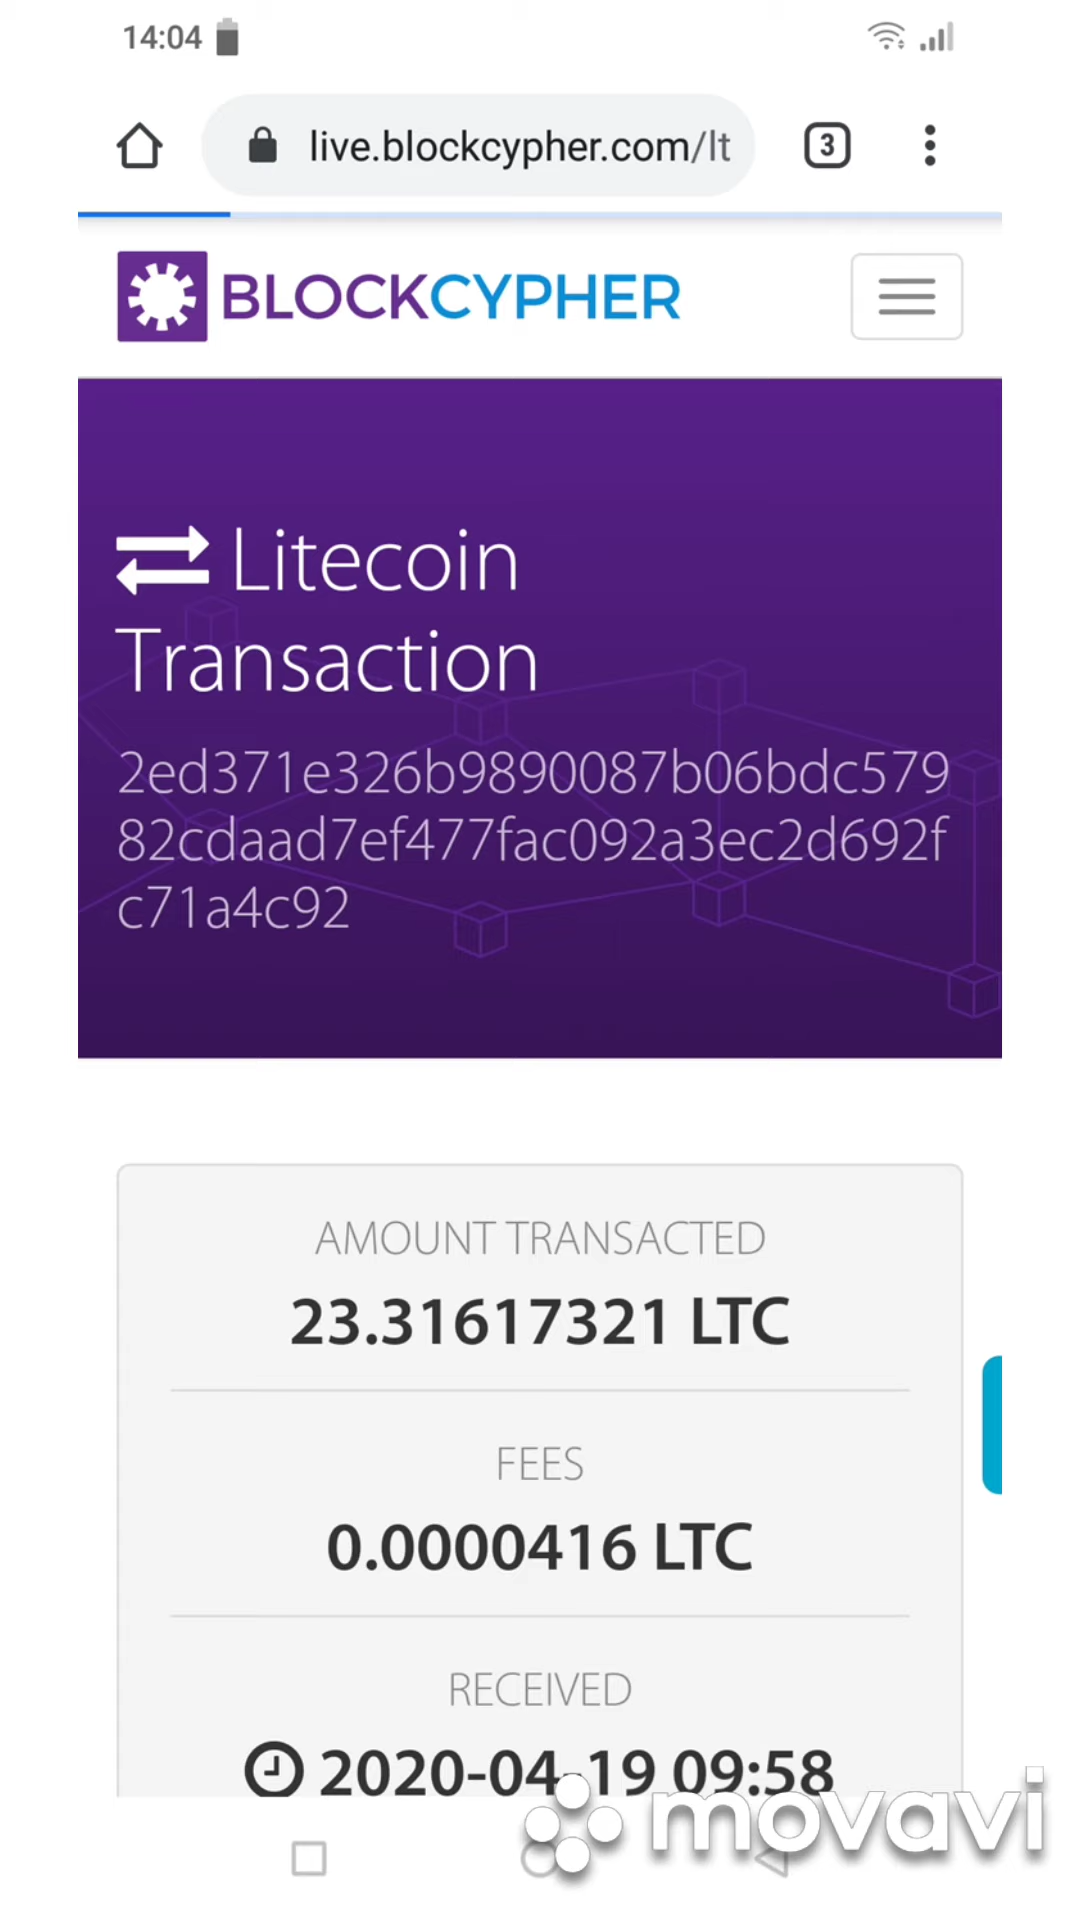 14:04
live.blockcypher.com/lt
3
BLOCKCYPHER
Litecoin
Transaction
2ed371e326b9890087b06bdc579
82cdaad7ef477fac092a3ec2d692f
c71a4c92
AMOUNT TRANSACTED
23.31617321 LTC
FEES
0.0000416 LTC
RECEIVED
2020-04-19 09:58
movavi